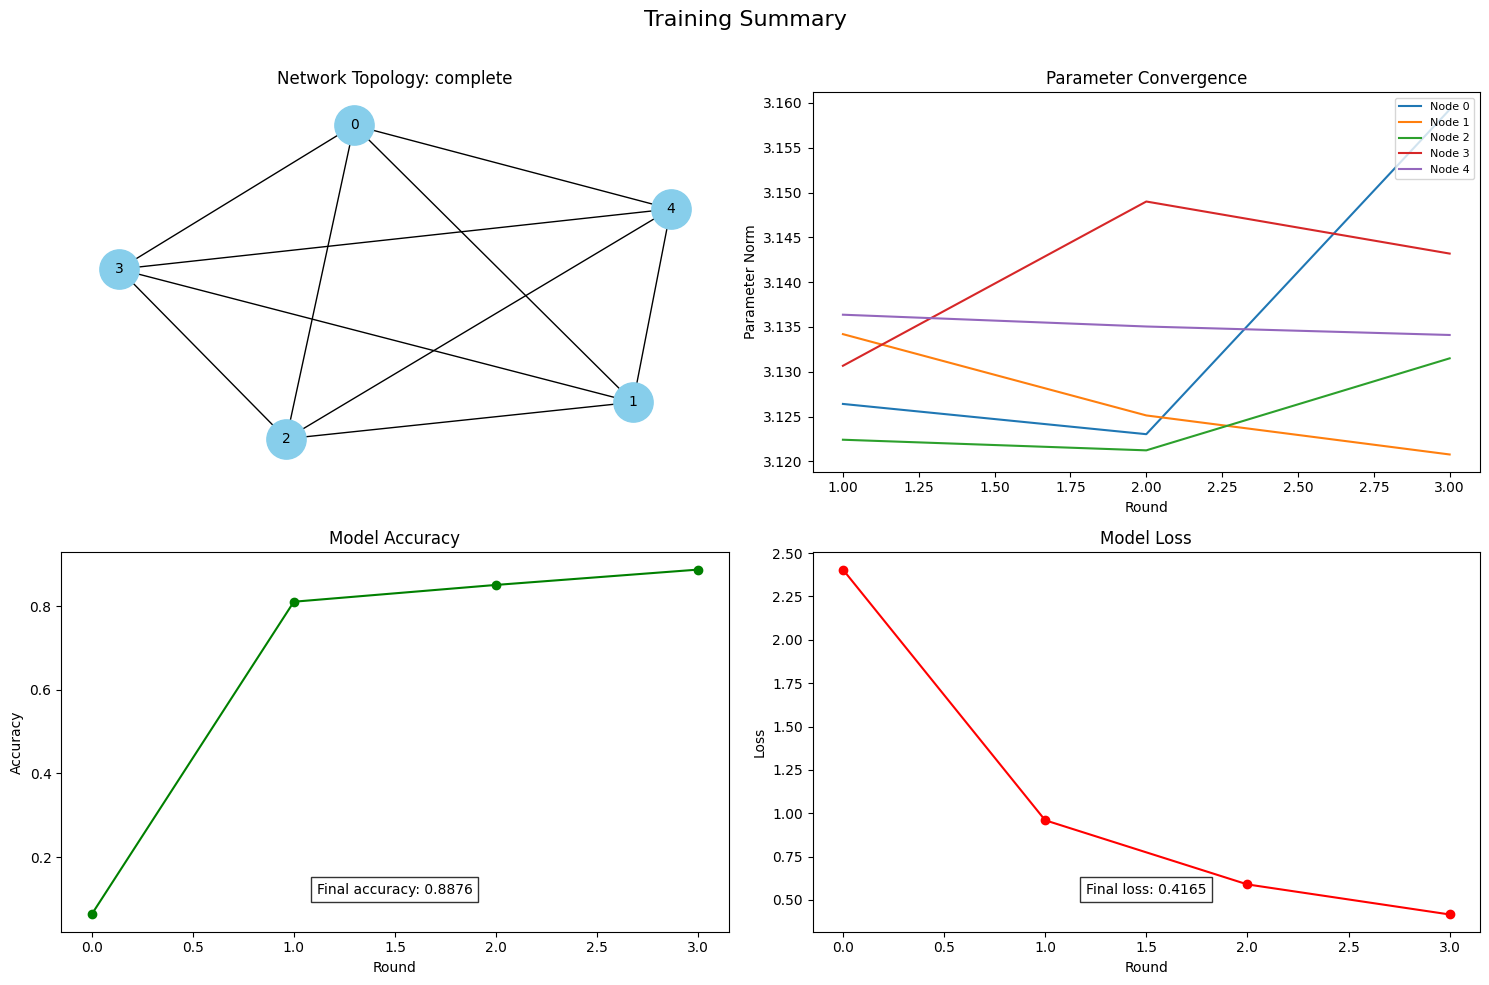 Training Summary
Network Topology: complete
0
4
3
1
2
Parameter Convergence
Node 0
Node 1
Node 2
Node 3
Node 4
3.160
3.155
3.150
3.145
3.140
3.135
3.130
3.125
3.120
Parameter Norm
1.00 1.25 1.50 1.75 2.00 2.25 2.50 2.75 3.00
Round
Model Accuracy
0.8
0.6
0.4
0.2
Accuracy
Final accuracy: 0.8876
0.0 0.5 1.0 1.5 2.0 2.5 3.0
Round
Model Loss
2.50
2.25
2.00
1.75
1.50
1.25
1.00
0.75
0.50
Loss
Final loss: 0.4165
0.0 0.5 1.0 1.5 2.0 2.5 3.0
Round